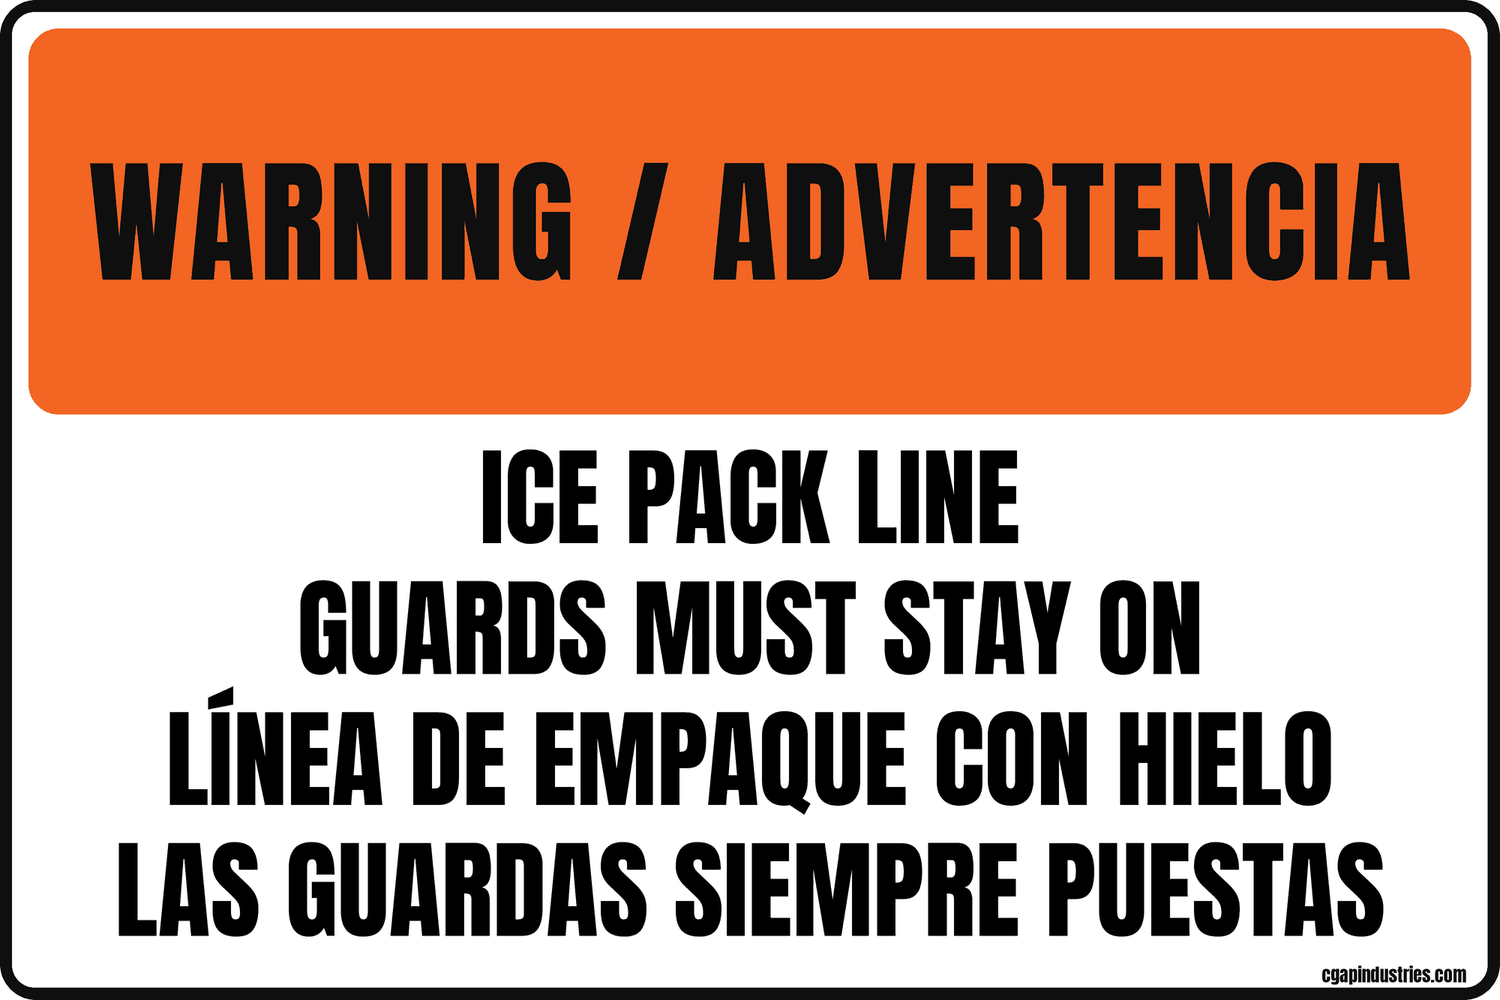 WARNING / ADVERTENCIA
ICE PACK LINE
GUARDS MUST STAY ON
LÍNEA DE EMPAQUE CON HIELO
LAS GUARDAS SIEMPRE PUESTAS
cgapindustries.com